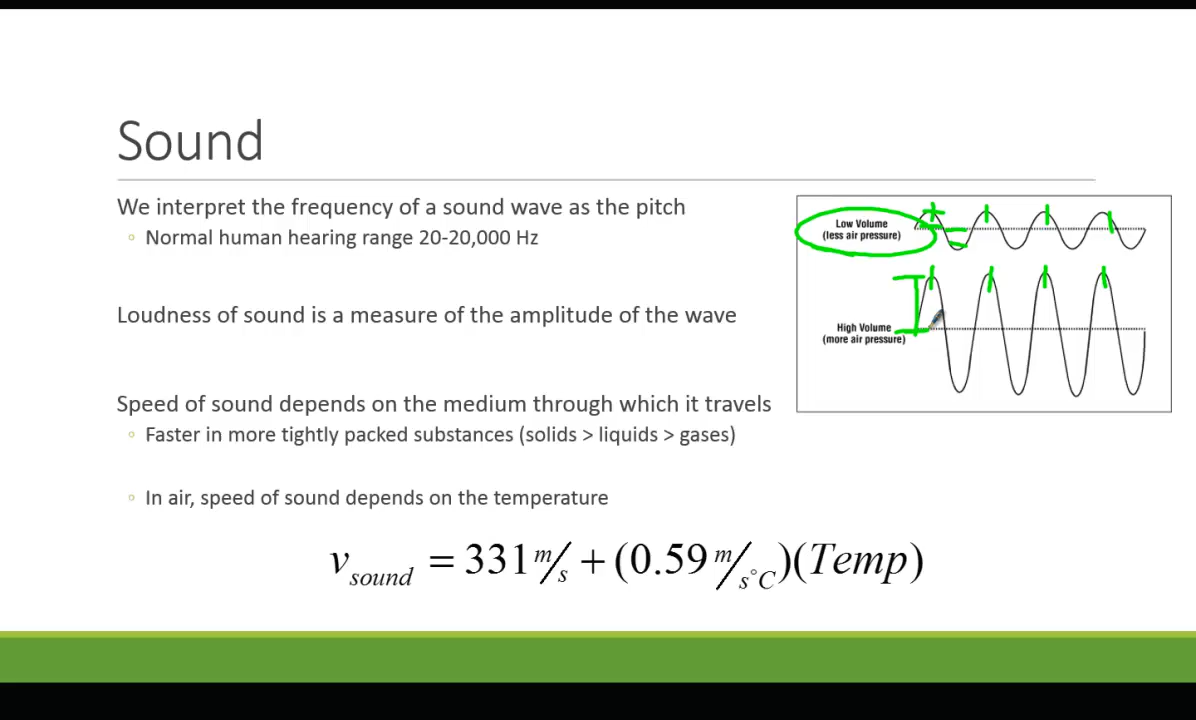 Sound
We interpret the frequency of a sound wave as the pitch
◦ Normal human hearing range 20-20,000 Hz
Loudness of sound is a measure of the amplitude of the wave
Speed of sound depends on the medium through which it travels
◦ Faster in more tightly packed substances (solids > liquids > gases)
◦ In air, speed of sound depends on the temperature
v_sound = 331 m/s + (0.59 m/s°C)(Temp)
Low Volume
(less air pressure)
High Volume
(more air pressure)